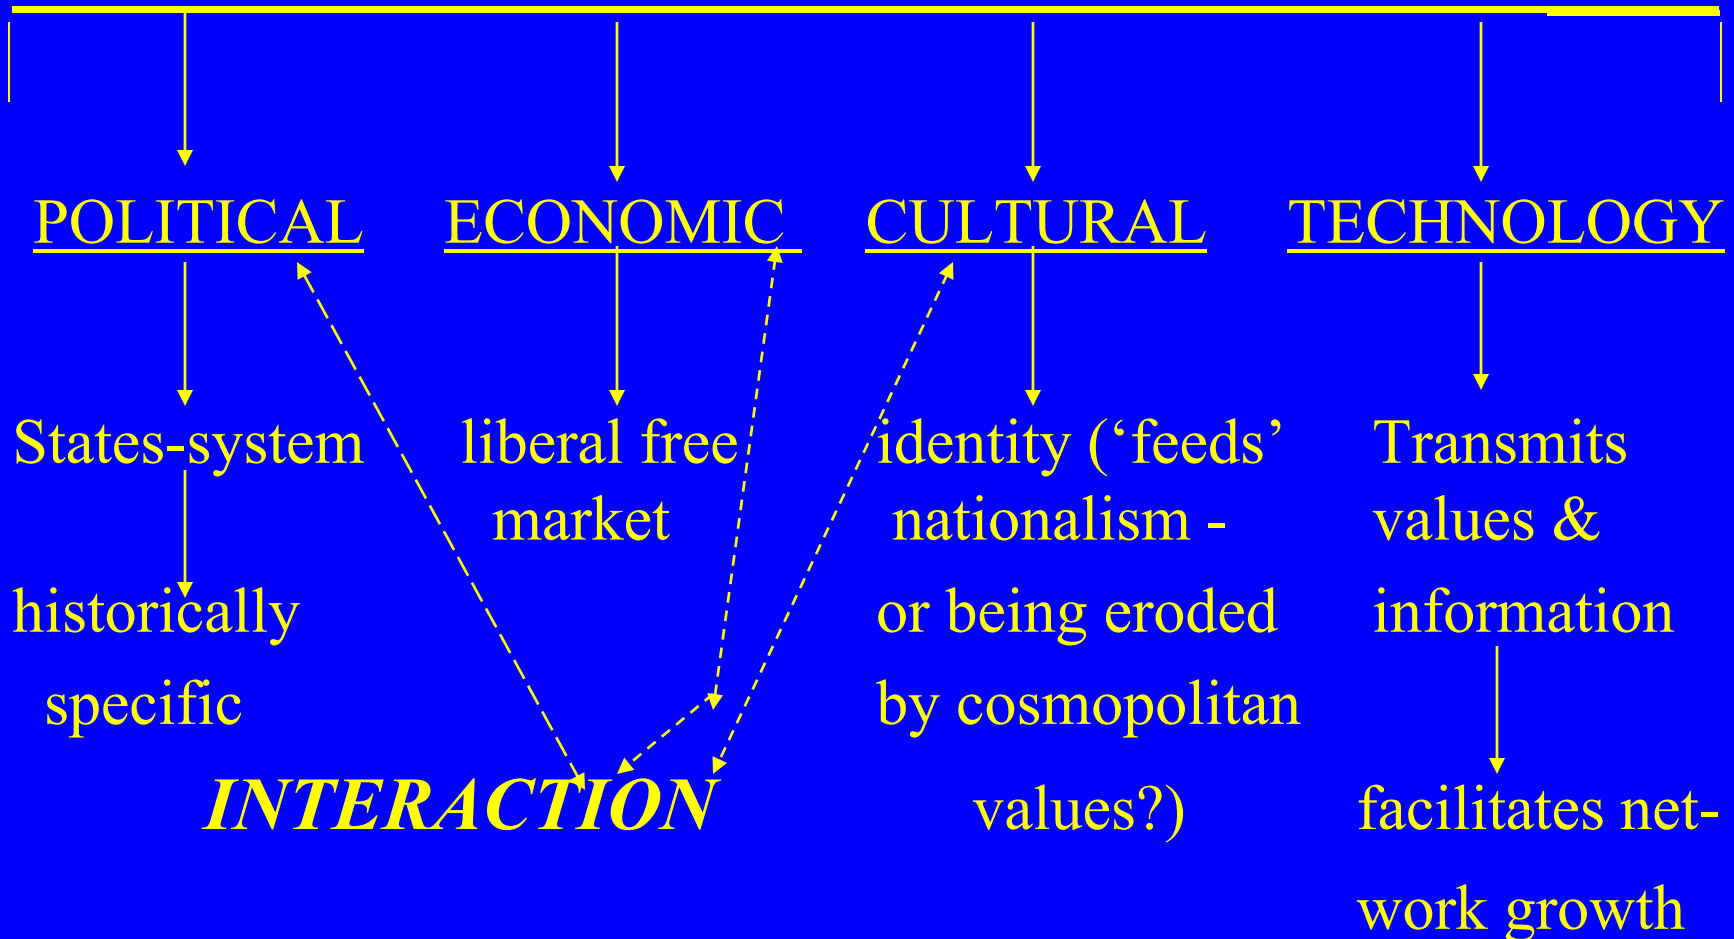 POLITICAL
ECONOMIC
CULTURAL
TECHNOLOGY
States-system
historically
specific
liberal free
market
identity (‘feeds’
nationalism -
or being eroded
by cosmopolitan
values?)
Transmits
values &
information
facilitates net-
work growth
INTERACTION